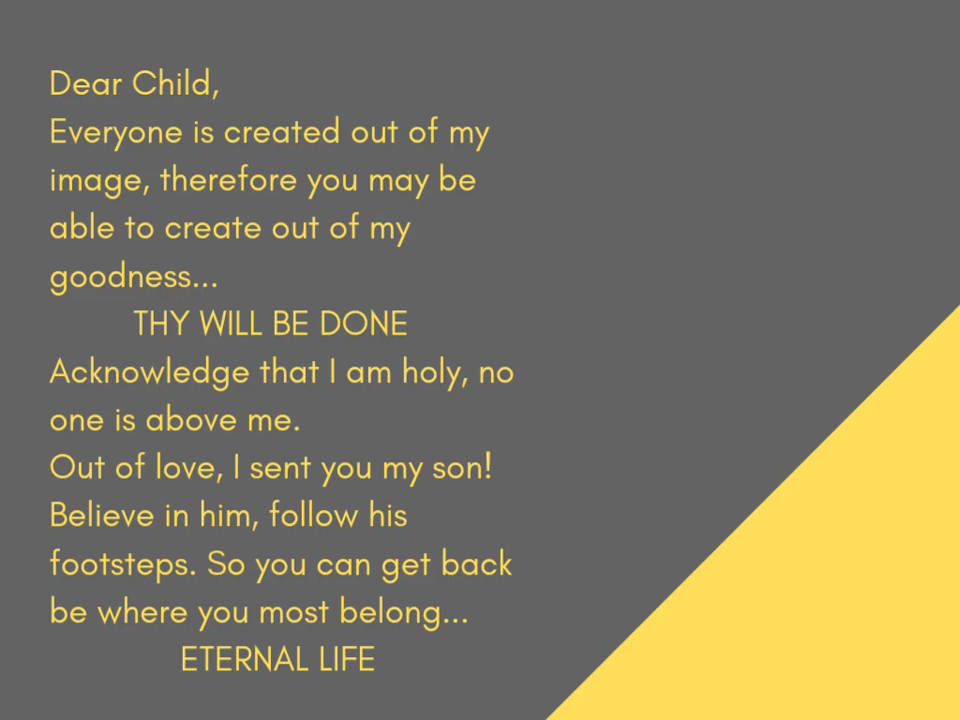 Dear Child,
Everyone is created out of my
image, therefore you may be
able to create out of my
goodness...
THY WILL BE DONE
Acknowledge that I am holy, no
one is above me.
Out of love, I sent you my son!
Believe in him, follow his
footsteps. So you can get back
be where you most belong...
ETERNAL LIFE